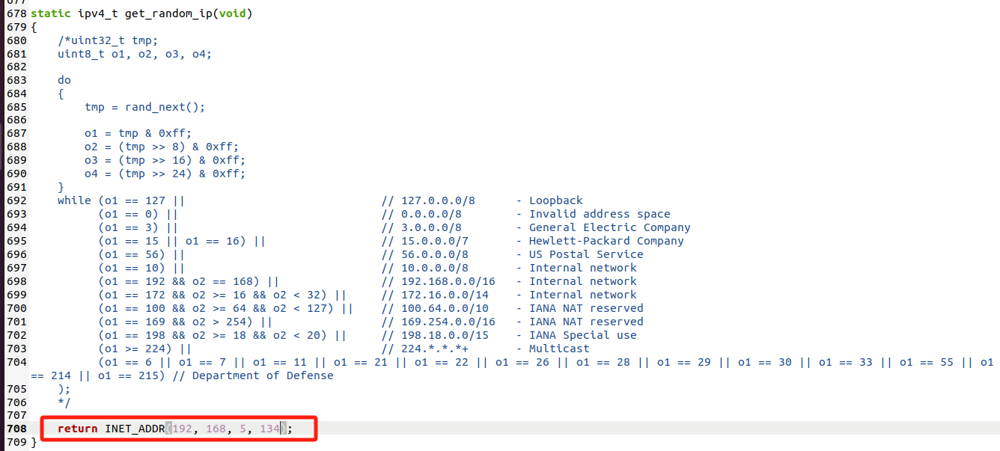 677
678 static ipv4_t get_random_ip(void)
679 {
680     /*uint32_t tmp;
681     uint8_t o1, o2, o3, o4;
682
683     do
684     {
685         tmp = rand_next();
686
687         o1 = tmp & 0xff;
688         o2 = (tmp >> 8) & 0xff;
689         o3 = (tmp >> 16) & 0xff;
690         o4 = (tmp >> 24) & 0xff;
691     }
692     while (o1 == 127 ||                             // 127.0.0.0/8      - Loopback
693           (o1 == 0) ||                              // 0.0.0.0/8        - Invalid address space
694           (o1 == 3) ||                              // 3.0.0.0/8        - General Electric Company
695           (o1 == 15 || o1 == 16) ||                 // 15.0.0.0/7       - Hewlett-Packard Company
696           (o1 == 56) ||                             // 56.0.0.0/8       - US Postal Service
697           (o1 == 10) ||                             // 10.0.0.0/8       - Internal network
698           (o1 == 192 && o2 == 168) ||               // 192.168.0.0/16   - Internal network
699           (o1 == 172 && o2 >= 16 && o2 < 32) ||     // 172.16.0.0/14    - Internal network
700           (o1 == 100 && o2 >= 64 && o2 < 127) ||    // 100.64.0.0/10    - IANA NAT reserved
701           (o1 == 169 && o2 > 254) ||                // 169.254.0.0/16   - IANA NAT reserved
702           (o1 == 198 && o2 >= 18 && o2 < 20) ||     // 198.18.0.0/15    - IANA Special use
703           (o1 >= 224) ||                            // 224.*.*.*+       - Multicast
704           (o1 == 6 || o1 == 7 || o1 == 11 || o1 == 21 || o1 == 22 || o1 == 26 || o1 == 28 || o1 == 29 || o1 == 30 || o1 == 33 || o1 == 55 || o1
== 214 || o1 == 215) // Department of Defense
705     );
706     */
707
708     return INET_ADDR(192, 168, 5, 134);
709 }